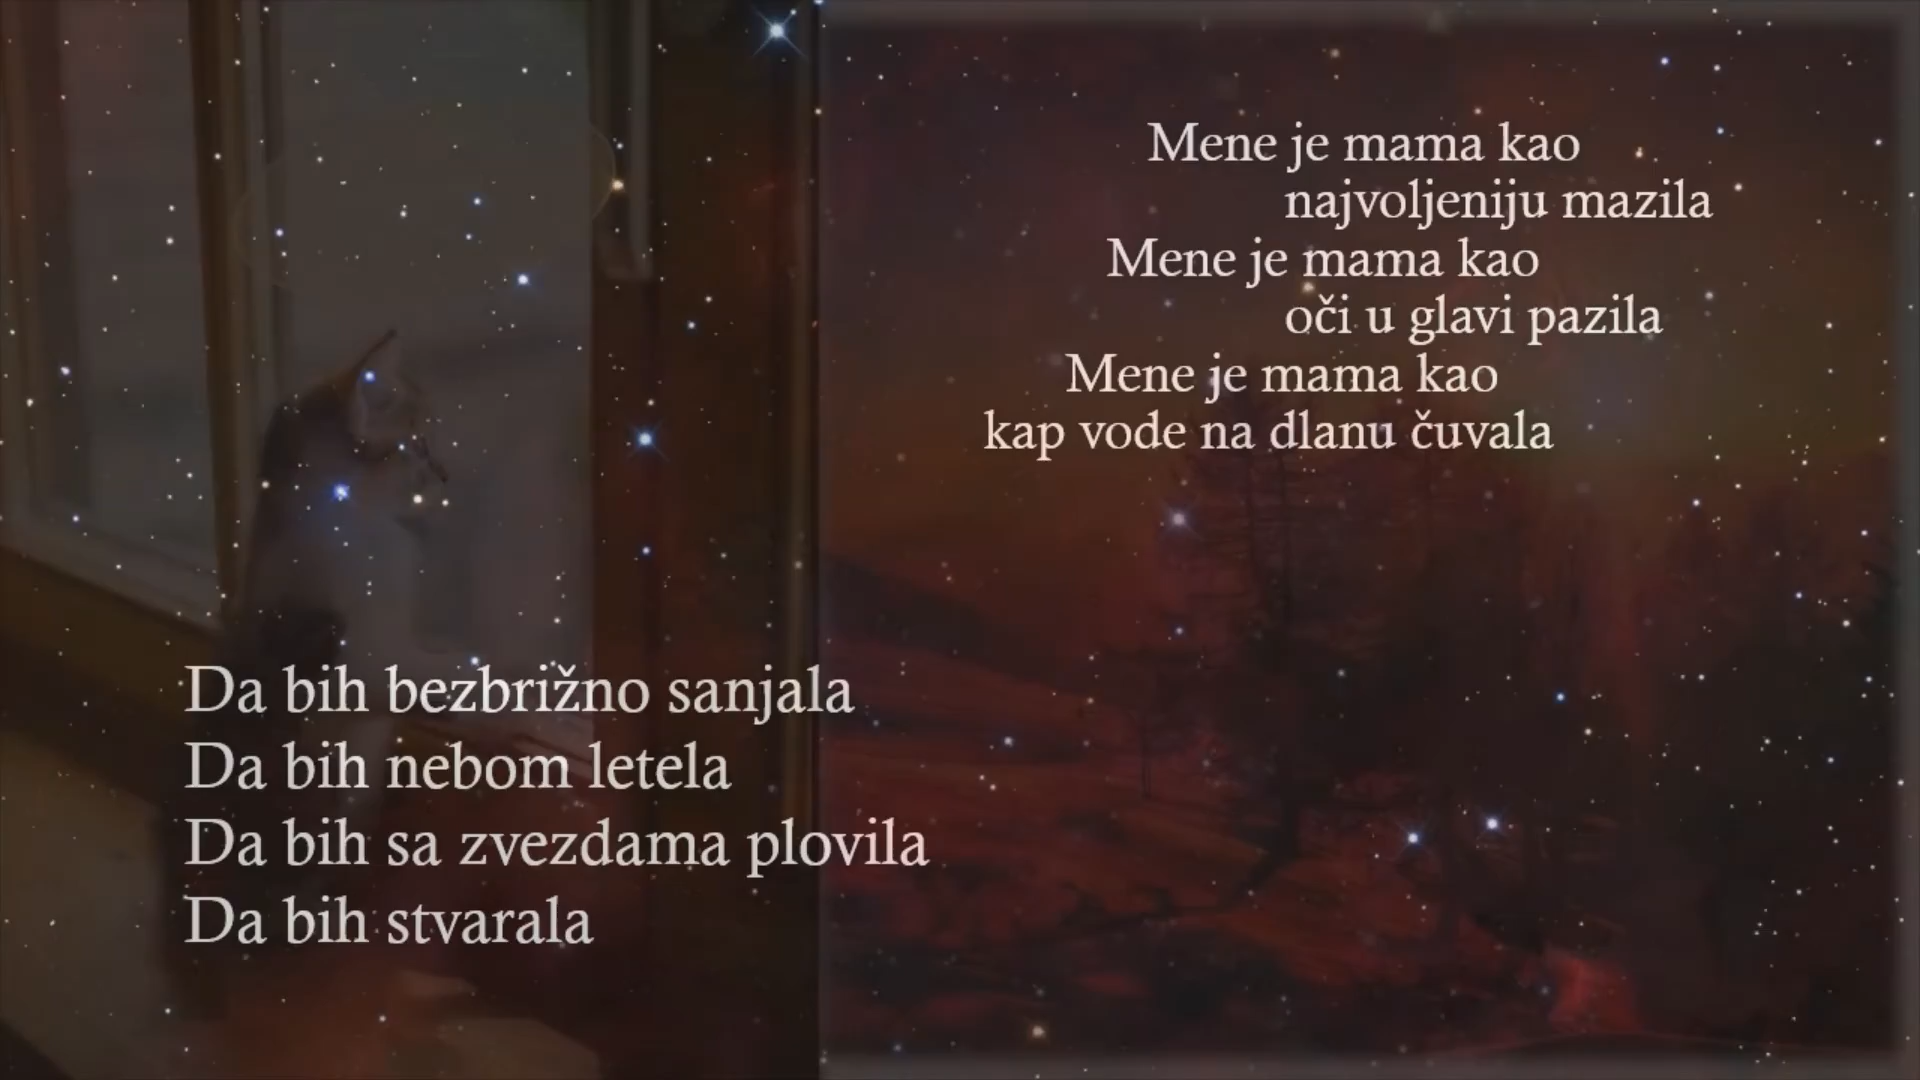 Mene je mama kao
najvoljeniju mazila
Mene je mama kao
oči u glavi pazila
Mene je mama kao
kap vode na dlanu čuvala
Da bih bezbrižno sanjala
Da bih nebom letela
Da bih sa zvezdama plovila
Da bih stvarala